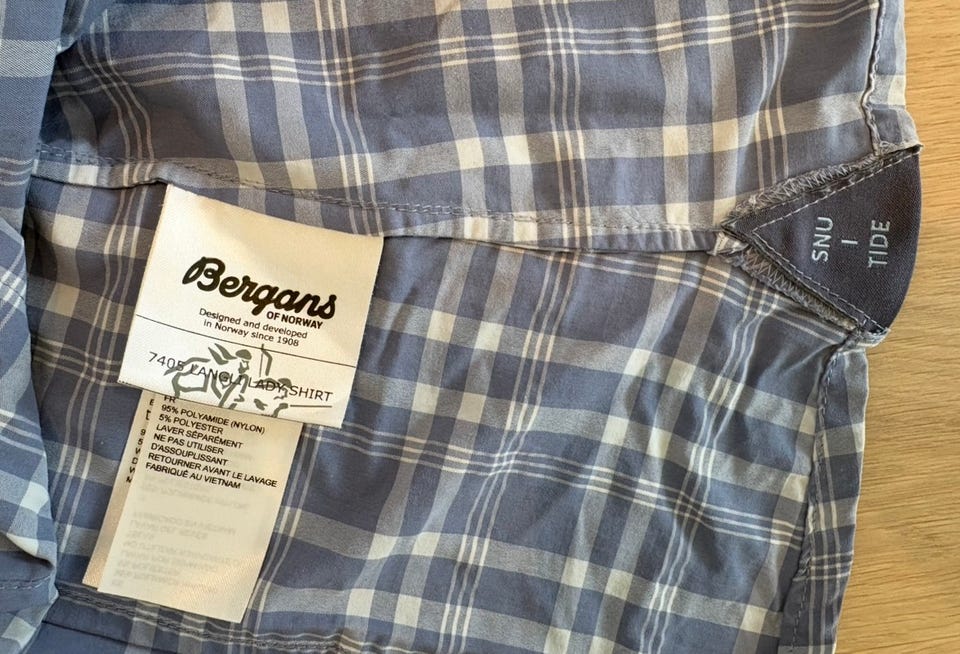 Bergans
OF NORWAY
Designed and developed
in Norway since 1908
7405 LANGLI LADY SHIRT
FR
95% POLYAMIDE (NYLON)
5% POLYESTER
LAVER SÉPARÉMENT
NE PAS UTILISER
D'ASSOUPLISSANT
RETOURNER AVANT LE LAVAGE
FABRIQUÉ AU VIETNAM
SNU
I
TIDE